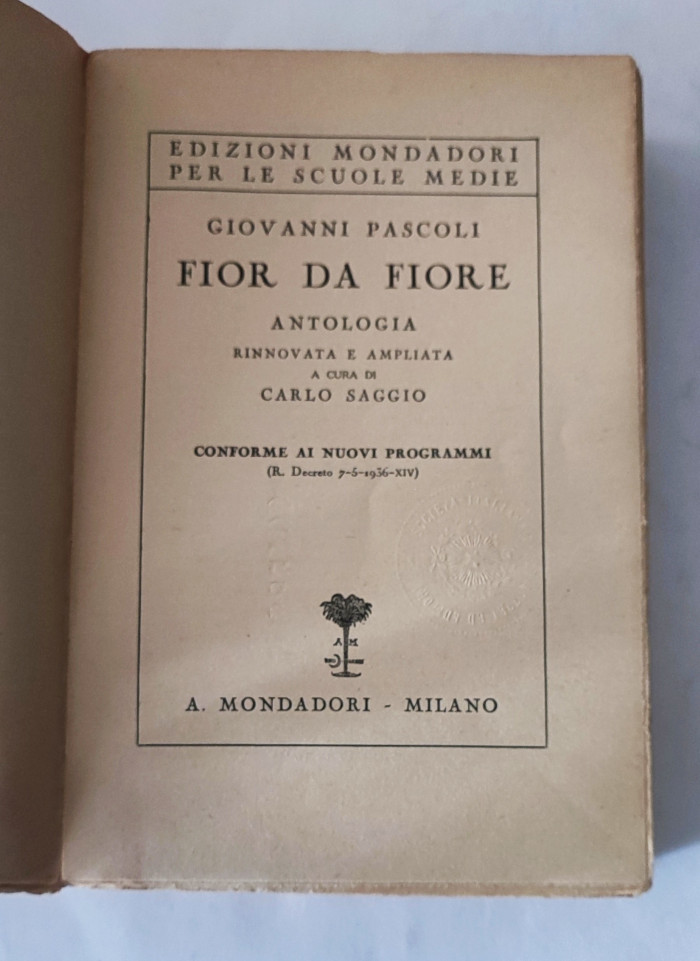 EDIZIONI MONDADORI
PER LE SCUOLE MEDIE
GIOVANNI PASCOLI
FIOR DA FIORE
ANTOLOGIA
RINNOVATA E AMPLIATA
A CURA DI
CARLO SAGGIO
CONFORME AI NUOVI PROGRAMMI
(R. Decreto 7-5-1936-XIV)
A M
A. MONDADORI - MILANO